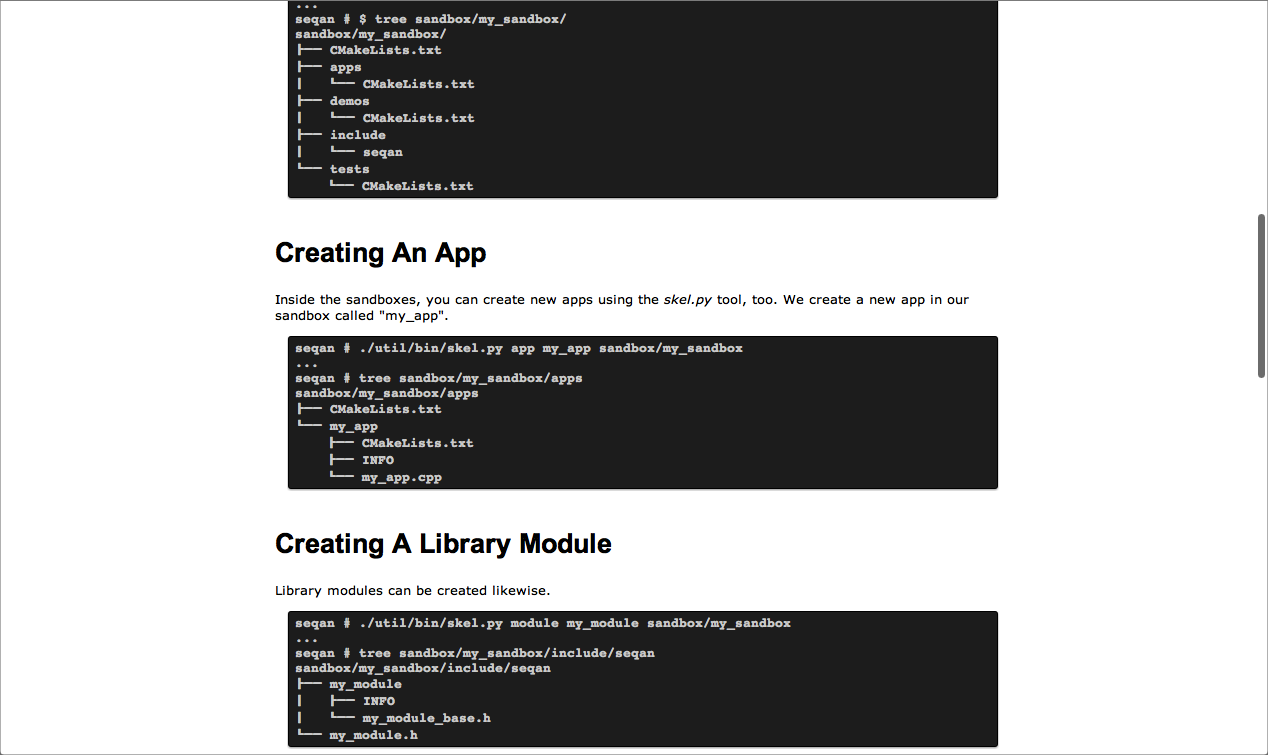 ...
seqan # $ tree sandbox/my_sandbox/
sandbox/my_sandbox/
├── CMakeLists.txt
├── apps
│   └── CMakeLists.txt
├── demos
│   └── CMakeLists.txt
├── include
│   └── seqan
└── tests
    └── CMakeLists.txt
Creating An App
Inside the sandboxes, you can create new apps using the skel.py tool, too. We create a new app in our
sandbox called "my_app".
seqan # ./util/bin/skel.py app my_app sandbox/my_sandbox
...
seqan # tree sandbox/my_sandbox/apps
sandbox/my_sandbox/apps
├── CMakeLists.txt
└── my_app
    ├── CMakeLists.txt
    ├── INFO
    └── my_app.cpp
Creating A Library Module
Library modules can be created likewise.
seqan # ./util/bin/skel.py module my_module sandbox/my_sandbox
...
seqan # tree sandbox/my_sandbox/include/seqan
sandbox/my_sandbox/include/seqan
├── my_module
│   ├── INFO
│   └── my_module_base.h
└── my_module.h